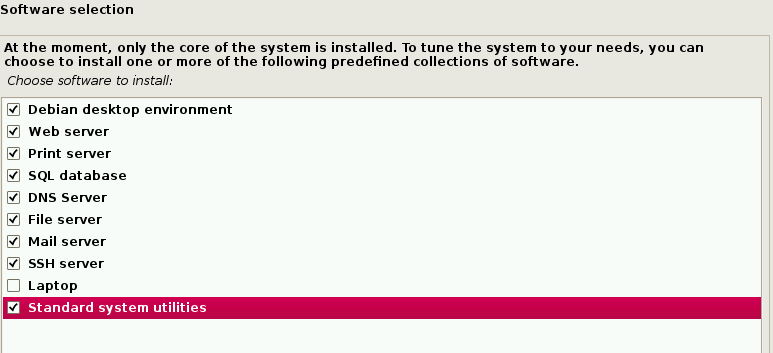 Software selection
At the moment, only the core of the system is installed. To tune the system to your needs, you can
choose to install one or more of the following predefined collections of software.
Choose software to install:
Debian desktop environment
Web server
Print server
SQL database
DNS Server
File server
Mail server
SSH server
Laptop
Standard system utilities